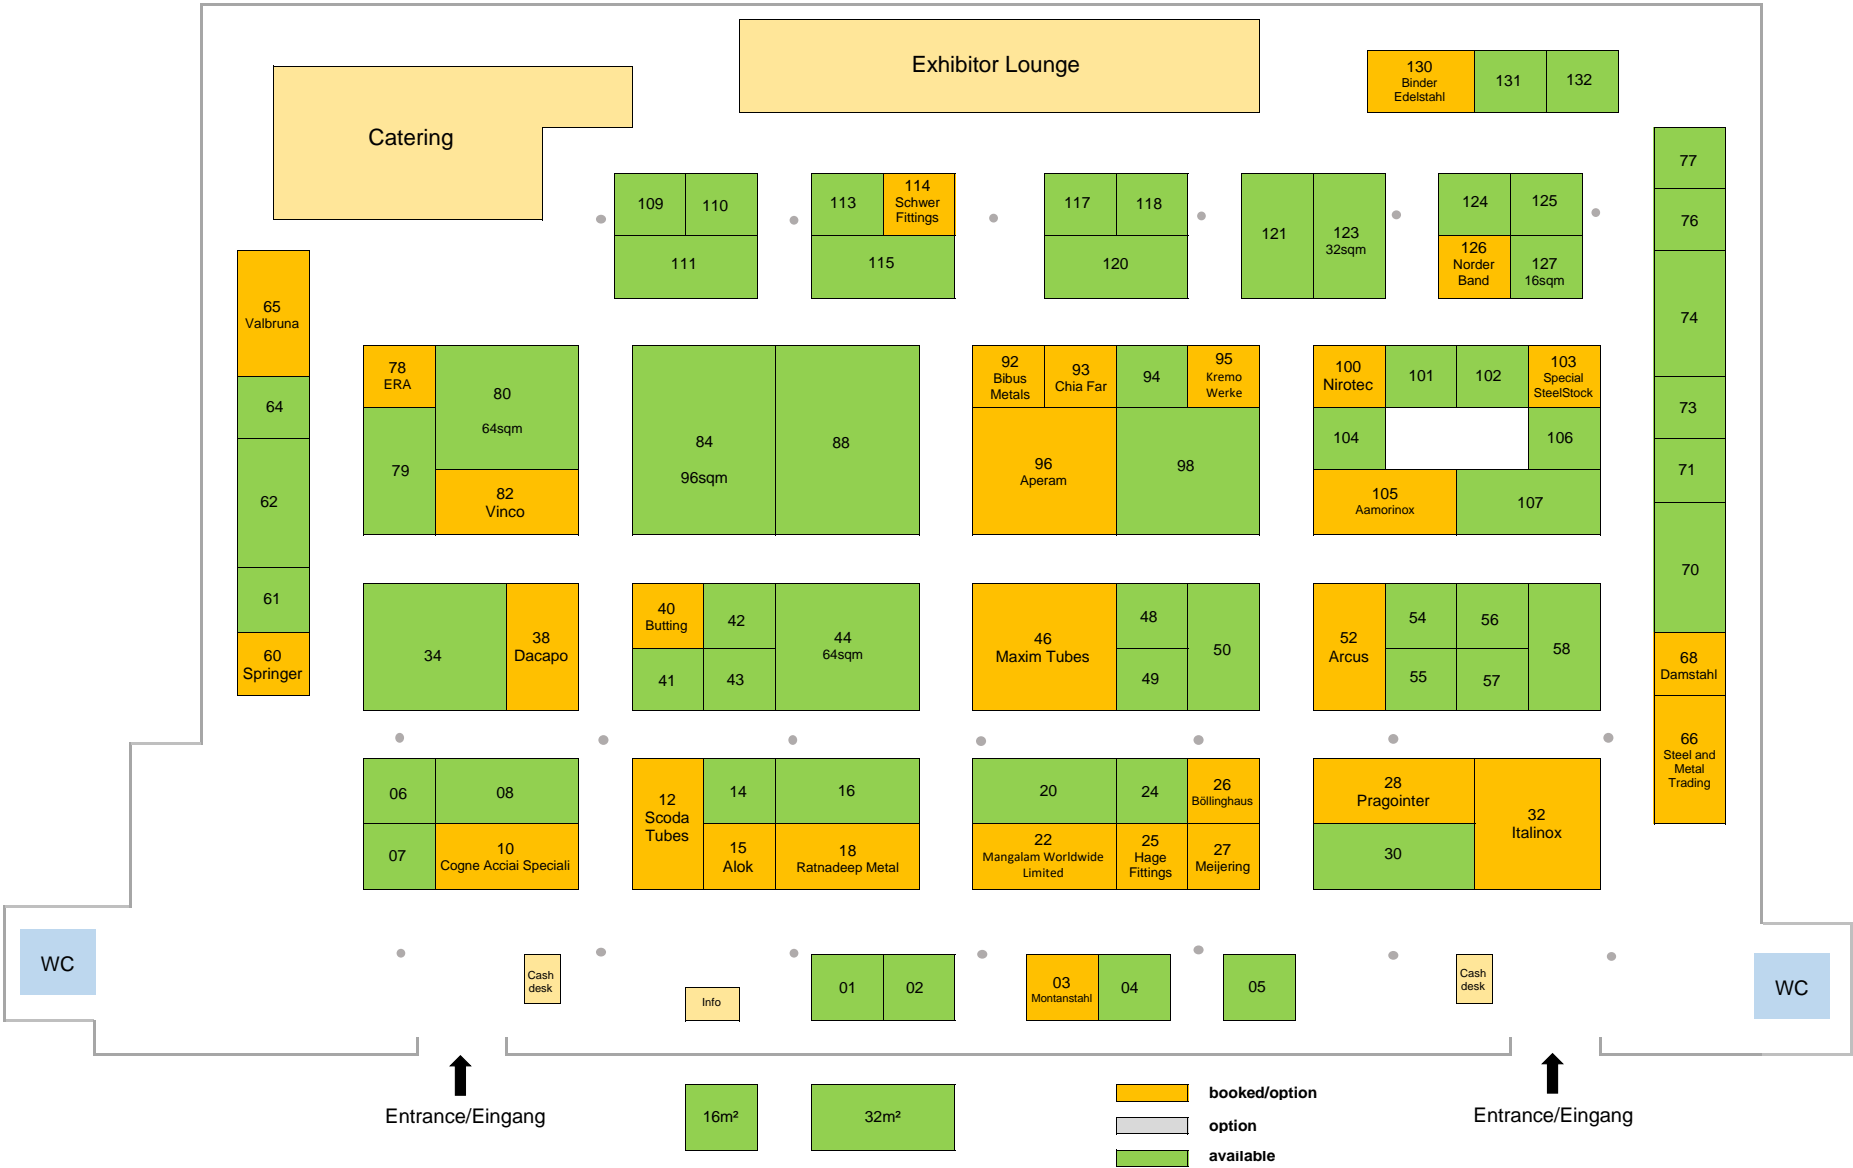 Exhibitor Lounge
130
Binder
Edelstahl
131
132
Catering
77
76
74
73
71
70
68
Damstahl
66
Steel and
Metal
Trading
109
110
111
113
114
Schwer
Fittings
115
117
118
120
121
123
32sqm
124
125
126
Norder
Band
127
16sqm
65
Valbruna
64
62
61
60
Springer
78
ERA
80
64sqm
79
82
Vinco
84
96sqm
88
92
Bibus
Metals
93
Chia Far
94
95
Kremo
Werke
96
Aperam
98
100
Nirotec
101
102
103
Special
SteelStock
104
106
105
Aamorinox
107
34
38
Dacapo
40
Butting
42
41
43
44
64sqm
46
Maxim Tubes
48
49
50
52
Arcus
54
56
55
57
58
06
08
07
10
Cogne Acciai Speciali
12
Scoda
Tubes
14
16
15
Alok
18
Ratnadeep Metal
20
24
26
Böllinghaus
22
Mangalam Worldwide
Limited
25
Hage
Fittings
27
Meijering
28
Pragointer
30
32
Italinox
WC
Cash
desk
Info
01
02
03
Montanstahl
04
05
Cash
desk
WC
Entrance/Eingang
16m²
32m²
booked/option
option
available
Entrance/Eingang